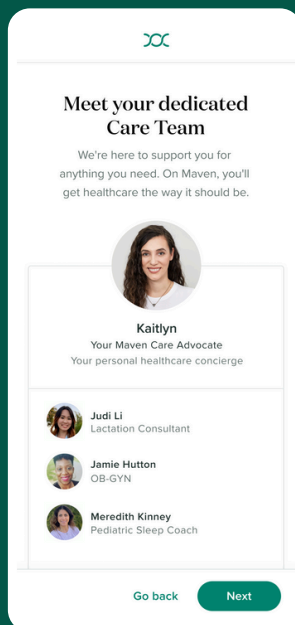 Meet your dedicated
Care Team
We're here to support you for
anything you need. On Maven, you'll
get healthcare the way it should be.
Kaitlyn
Your Maven Care Advocate
Your personal healthcare concierge
Judi Li
Lactation Consultant
Jamie Hutton
OB-GYN
Meredith Kinney
Pediatric Sleep Coach
Go back
Next